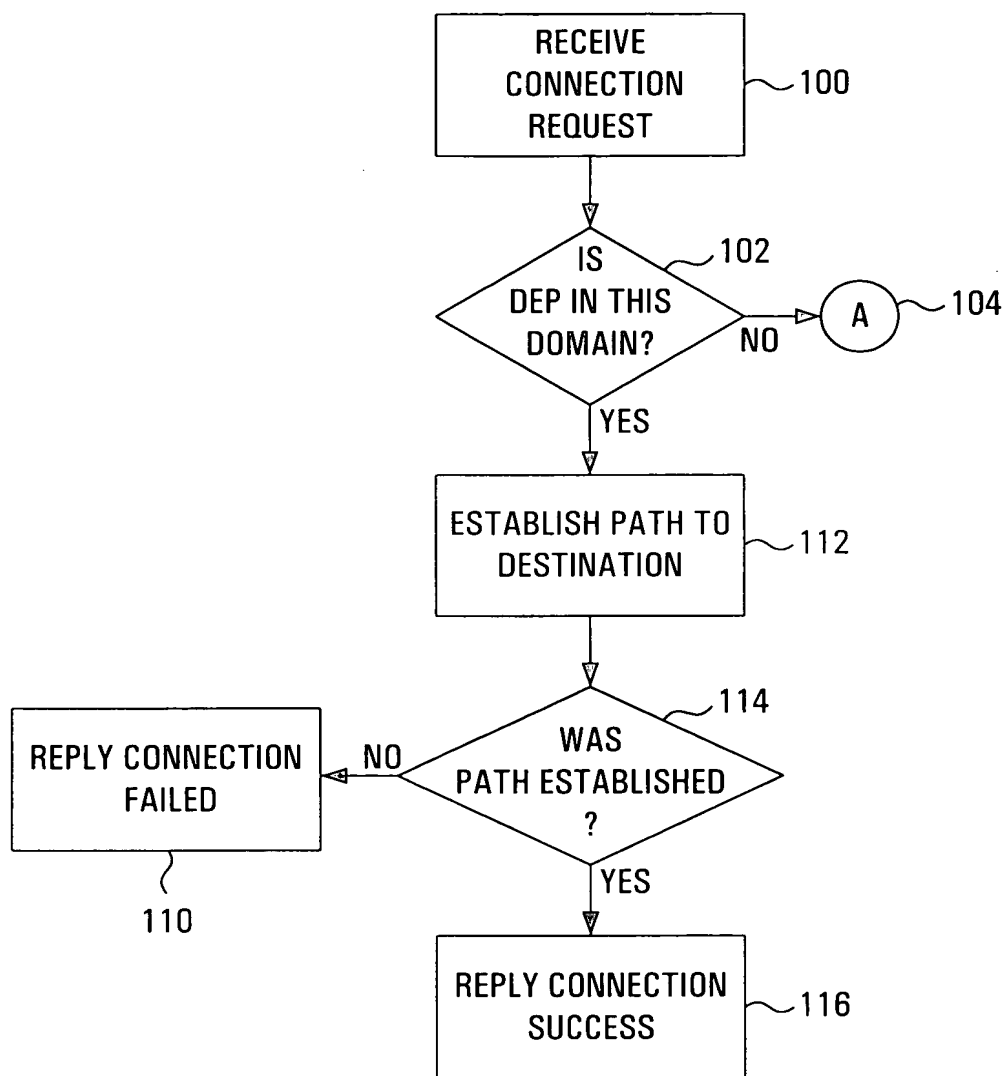 RECEIVE
CONNECTION
REQUEST
100
IS
DEP IN THIS
DOMAIN?
102
NO
A
104
YES
ESTABLISH PATH TO
DESTINATION
112
WAS
PATH ESTABLISHED
?
114
NO
REPLY CONNECTION
FAILED
110
YES
REPLY CONNECTION
SUCCESS
116